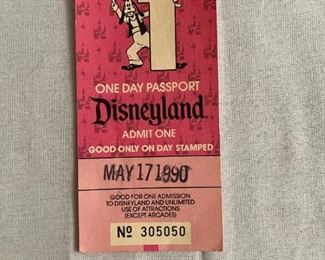 1
ONE DAY PASSPORT
Disneyland
ADMIT ONE
GOOD ONLY ON DAY STAMPED
MAY 17 1990
GOOD FOR ONE ADMISSION
TO DISNEYLAND AND UNLIMITED
USE OF ATTRACTIONS
(EXCEPT ARCADES)
Nº 305050